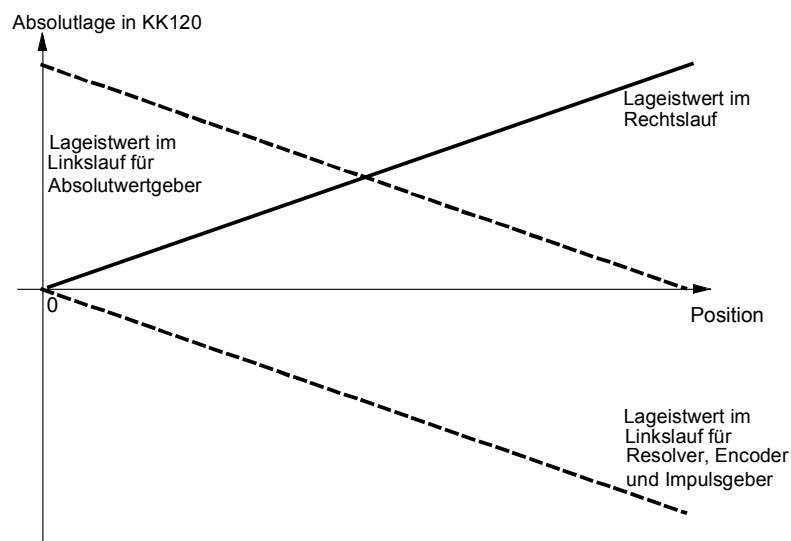 Absolutlage in KK120
Lageistwert im
Rechtslauf
Lageistwert im
Linkslauf für
Absolutwertgeber
0
Position
Lageistwert im
Linkslauf für
Resolver, Encoder
und Impulsgeber